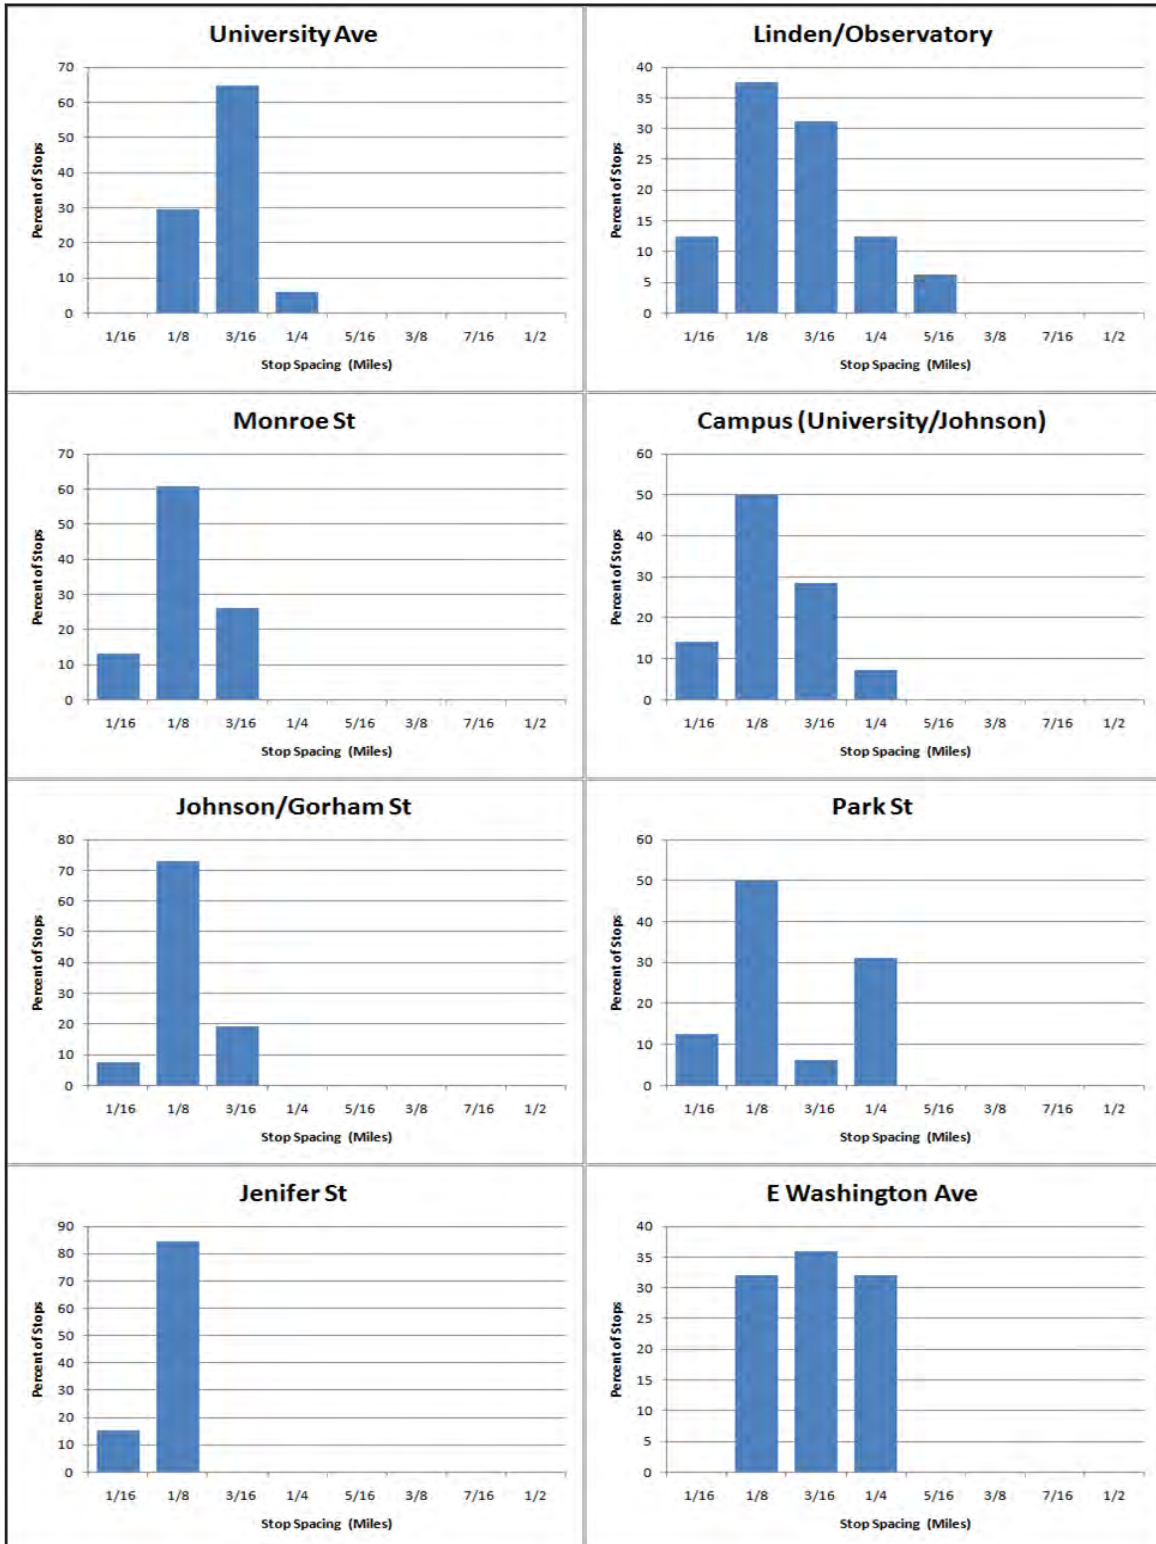 University Ave
70
60
50
40
30
20
10
0
Percent of Stops
1/16 1/8 3/16 1/4 5/16 3/8 7/16 1/2
Stop Spacing (Miles)
Linden/Observatory
40
35
30
25
20
15
10
5
0
Percent of Stops
1/16 1/8 3/16 1/4 5/16 3/8 7/16 1/2
Stop Spacing (Miles)
Monroe St
70
60
50
40
30
20
10
0
Percent of Stops
1/16 1/8 3/16 1/4 5/16 3/8 7/16 1/2
Stop Spacing (Miles)
Campus (University/Johnson)
60
50
40
30
20
10
0
Percent of Stops
1/16 1/8 3/16 1/4 5/16 3/8 7/16 1/2
Stop Spacing (Miles)
Johnson/Gorham St
80
70
60
50
40
30
20
10
0
Percent of Stops
1/16 1/8 3/16 1/4 5/16 3/8 7/16 1/2
Stop Spacing (Miles)
Park St
60
50
40
30
20
10
0
Percent of Stops
1/16 1/8 3/16 1/4 5/16 3/8 7/16 1/2
Stop Spacing (Miles)
Jenifer St
90
80
70
60
50
40
30
20
10
0
Percent of Stops
1/16 1/8 3/16 1/4 5/16 3/8 7/16 1/2
Stop Spacing (Miles)
E Washington Ave
40
35
30
25
20
15
10
5
0
Percent of Stops
1/16 1/8 3/16 1/4 5/16 3/8 7/16 1/2
Stop Spacing (Miles)